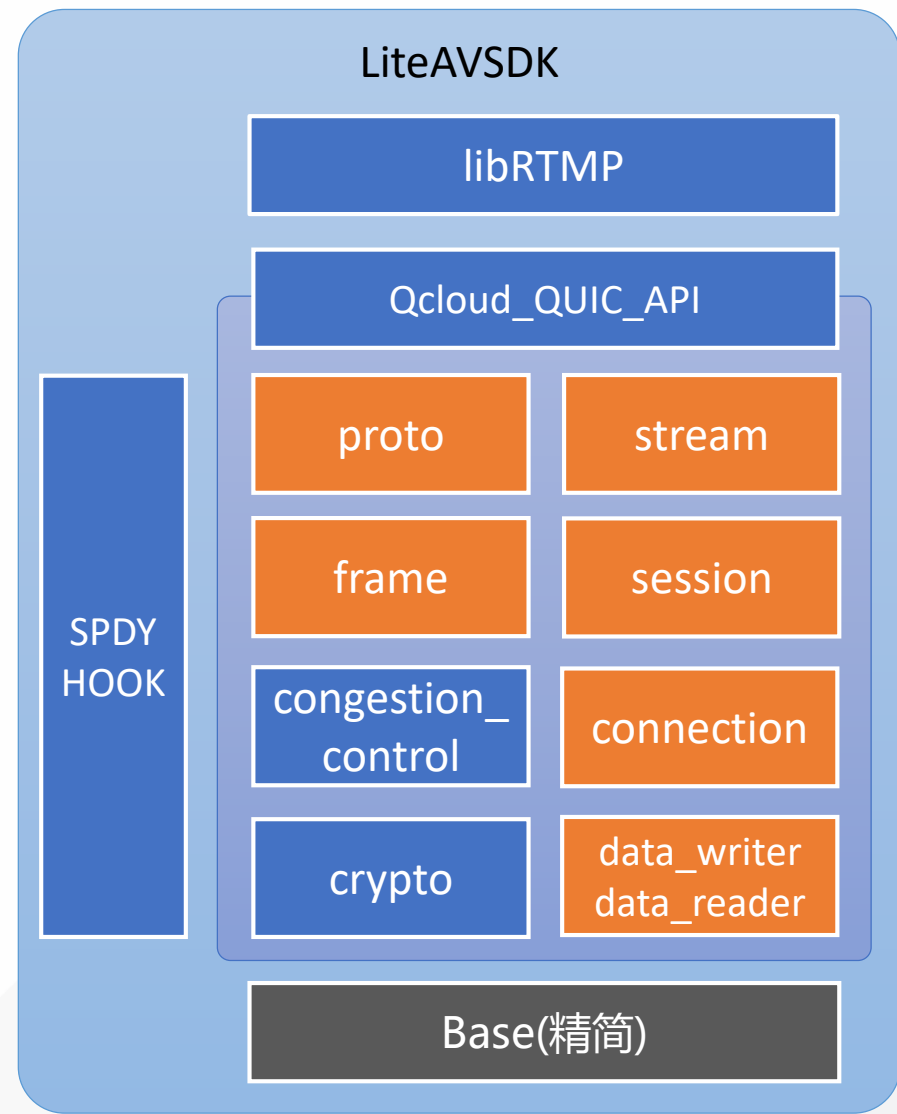 LiteAVSDK
libRTMP
Qcloud_QUIC_API
proto
stream
frame
session
SPDY
HOOK
congestion_
control
connection
crypto
data_writer
data_reader
Base(精简)